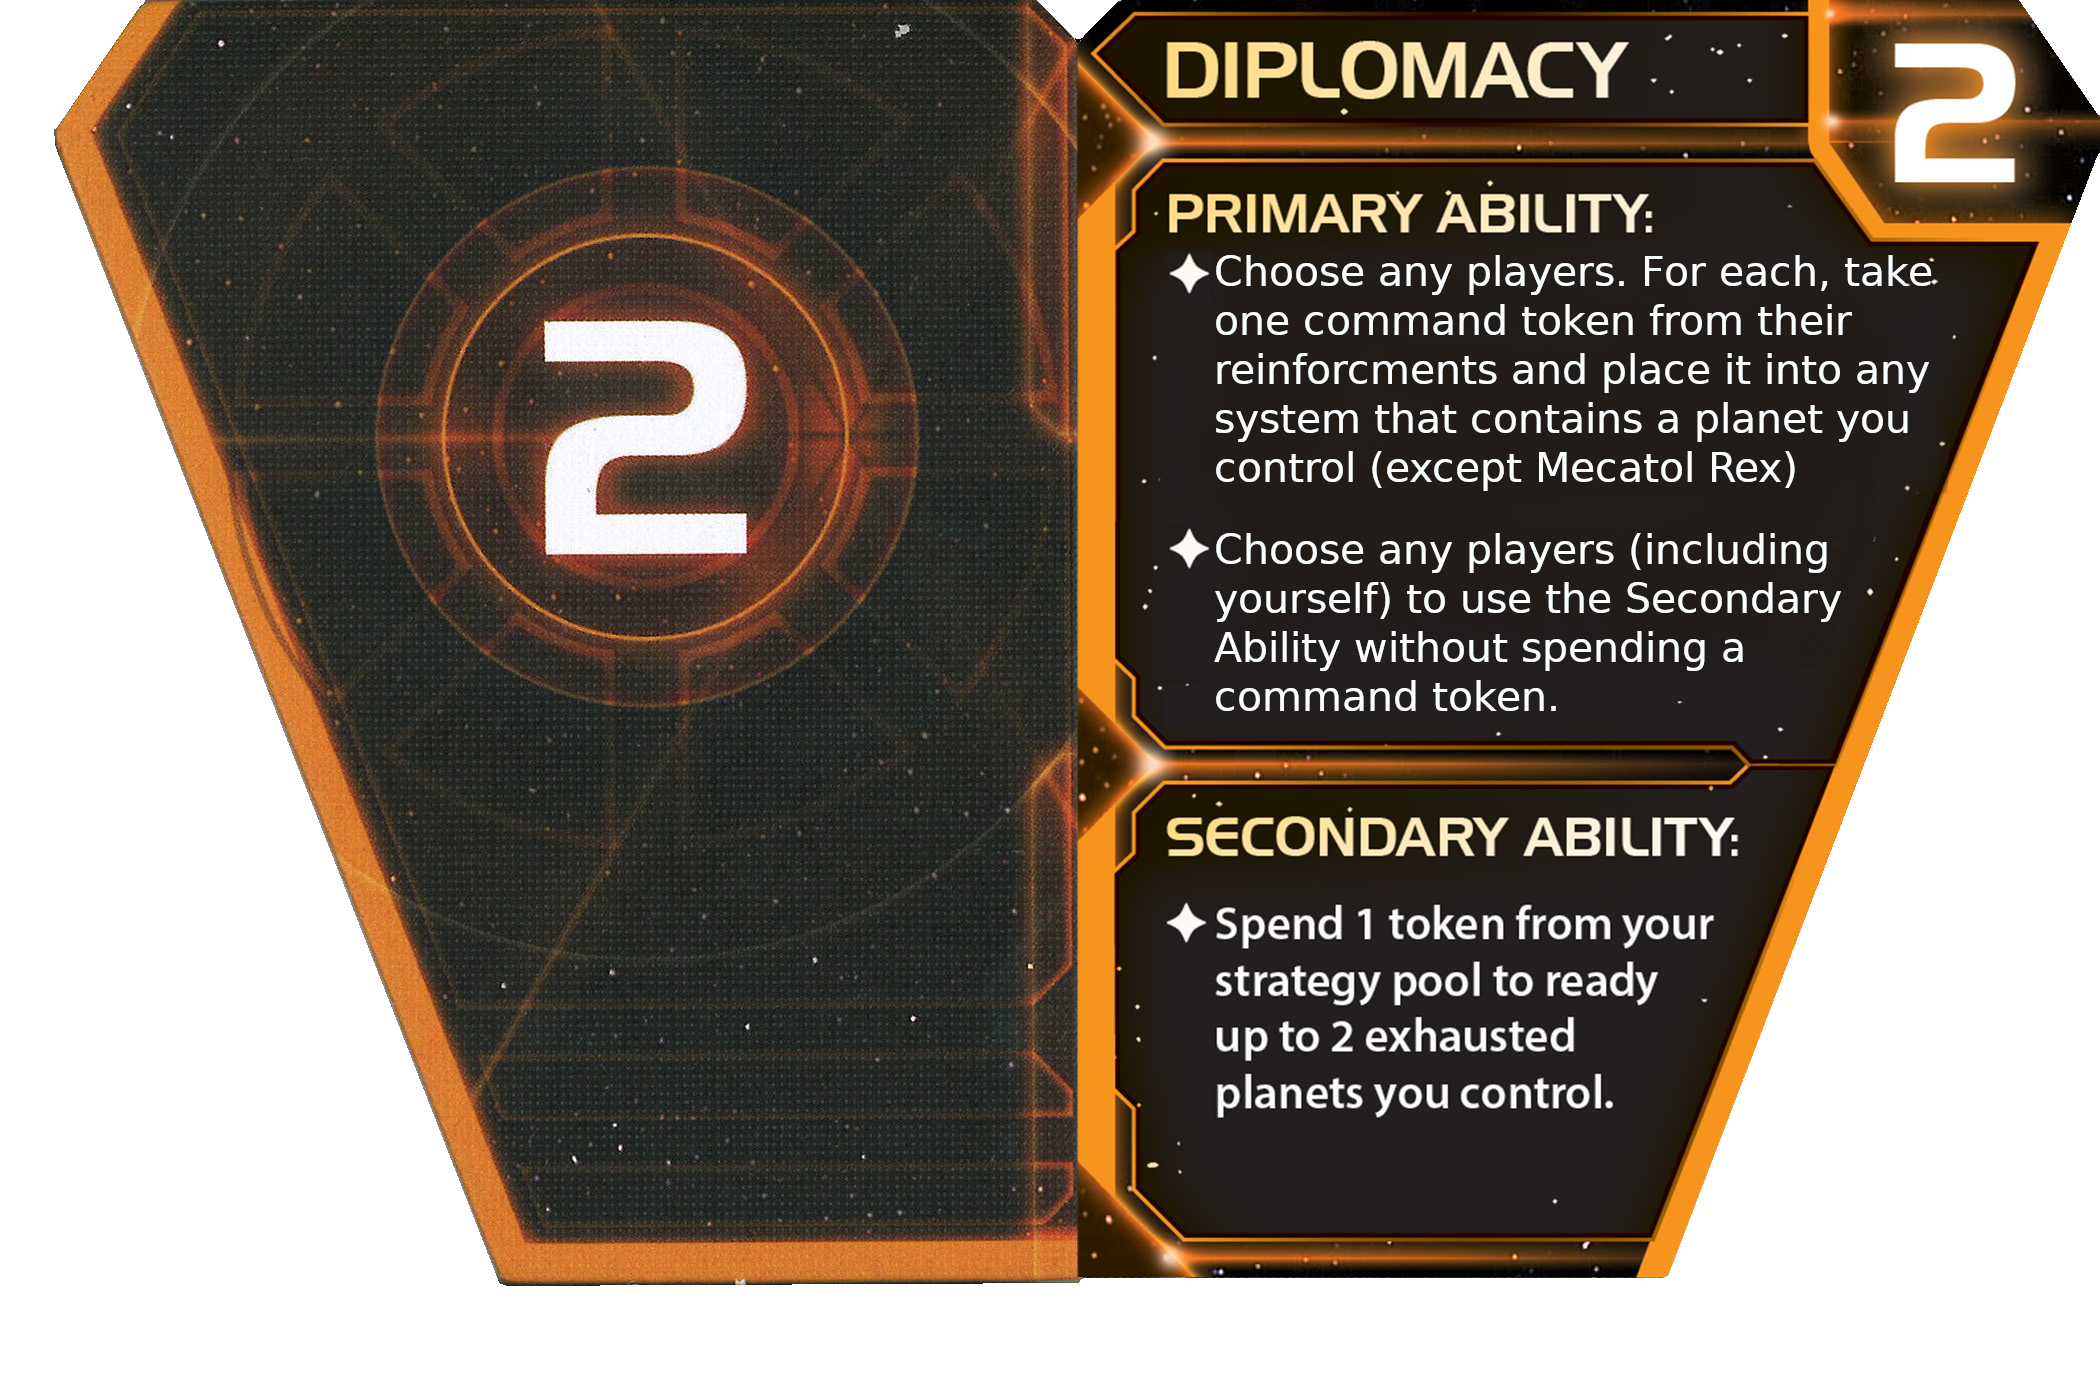 2
DIPLOMACY
2
PRIMARY ABILITY:
Choose any players. For each, take
one command token from their
reinforcments and place it into any
system that contains a planet you
control (except Mecatol Rex)
Choose any players (including
yourself) to use the Secondary
Ability without spending a
command token.
SECONDARY ABILITY:
Spend 1 token from your
strategy pool to ready
up to 2 exhausted
planets you control.